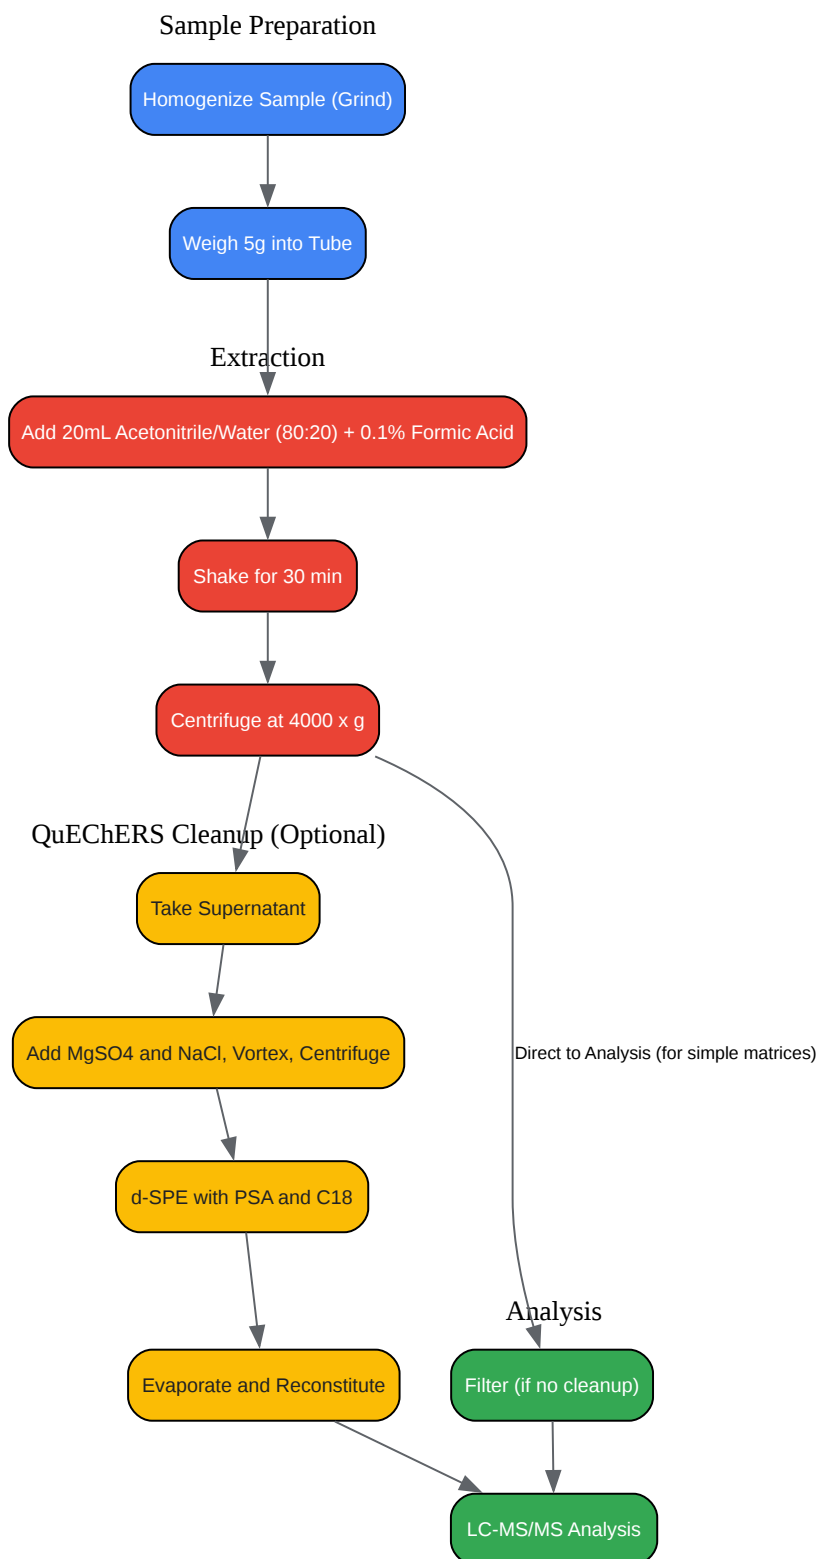 Sample Preparation
Homogenize Sample (Grind)
Weigh 5g into Tube
Extraction
Add 20mL Acetonitrile/Water (80:20) + 0.1% Formic Acid
Shake for 30 min
Centrifuge at 4000 x g
QuEChERS Cleanup (Optional)
Take Supernatant
Add MgSO4 and NaCl, Vortex, Centrifuge
Direct to Analysis (for simple matrices)
d-SPE with PSA and C18
Analysis
Evaporate and Reconstitute
Filter (if no cleanup)
LC-MS/MS Analysis